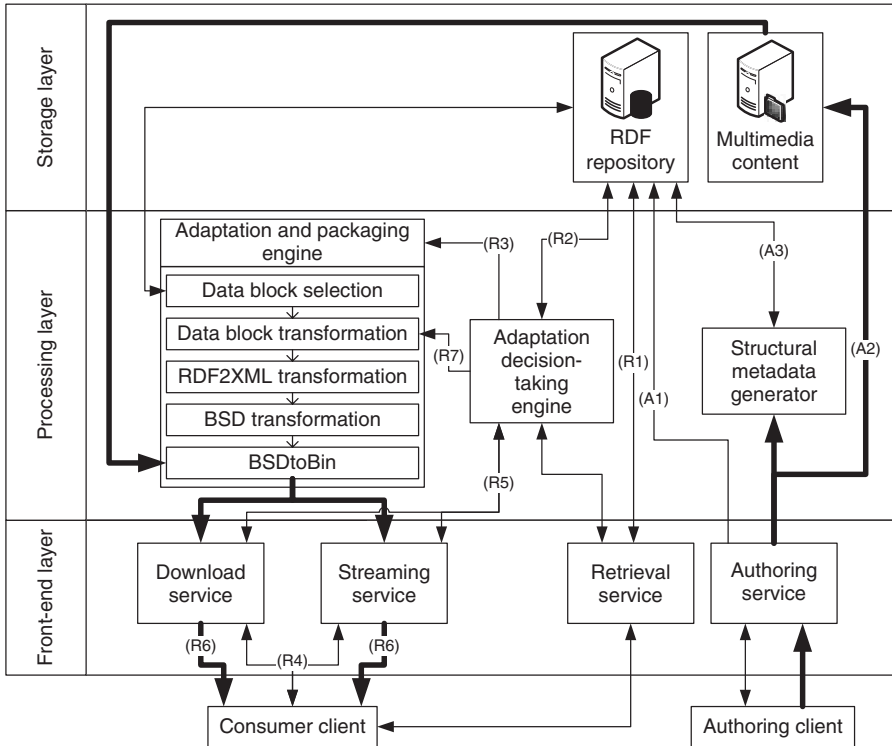 Storage layer
RDF
repository
Multimedia
content
Processing layer
Adaptation and packaging
engine
Data block selection
Data block transformation
RDF2XML transformation
BSD transformation
BSDtoBin
(R3)
(R2)
(R7)
Adaptation
decision-
taking
engine
(R1)
(A1)
(A3)
(A2)
Structural
metadata
generator
(R5)
Front-end layer
Download
service
Streaming
service
Retrieval
service
Authoring
service
(R6)
(R4)
(R6)
Consumer client
Authoring client